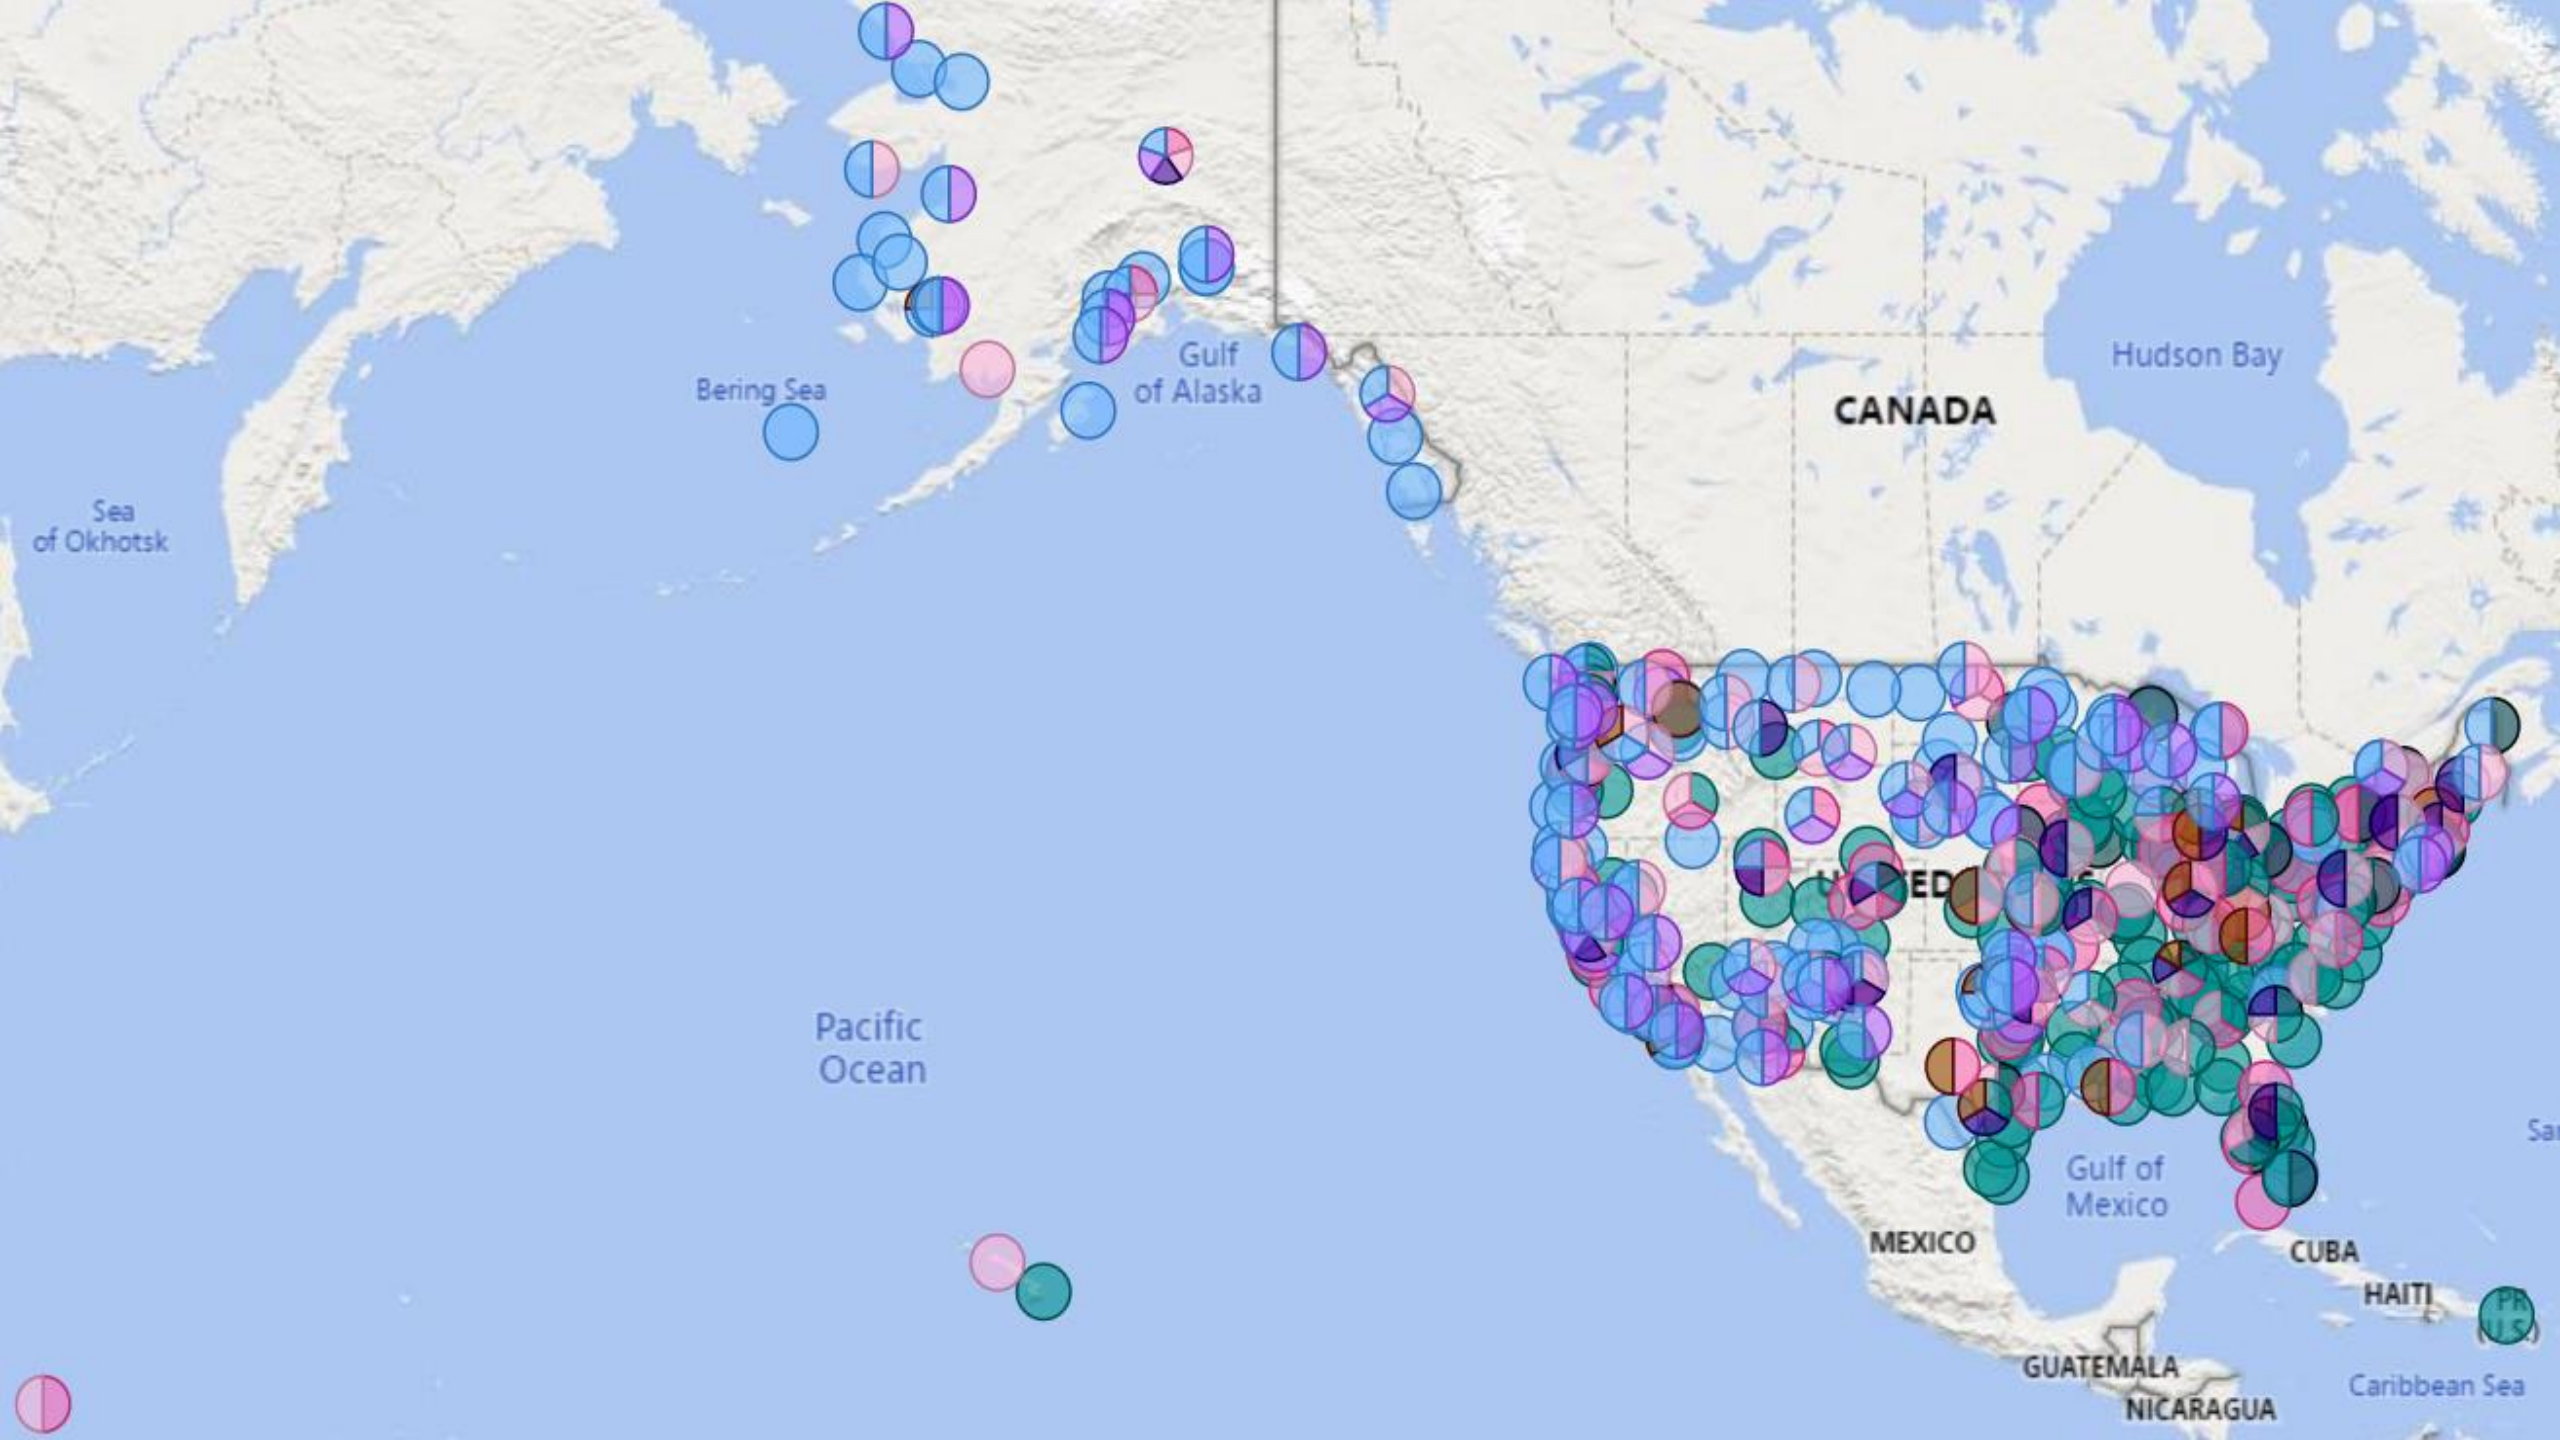 Gulf
of Alaska
Hudson Bay
Bering Sea
CANADA
Sea
of Okhotsk
Pacific
Ocean
Gulf of
Mexico
MEXICO
CUBA
HAITI
PR
(U.S.)
GUATEMALA
Caribbean Sea
NICARAGUA